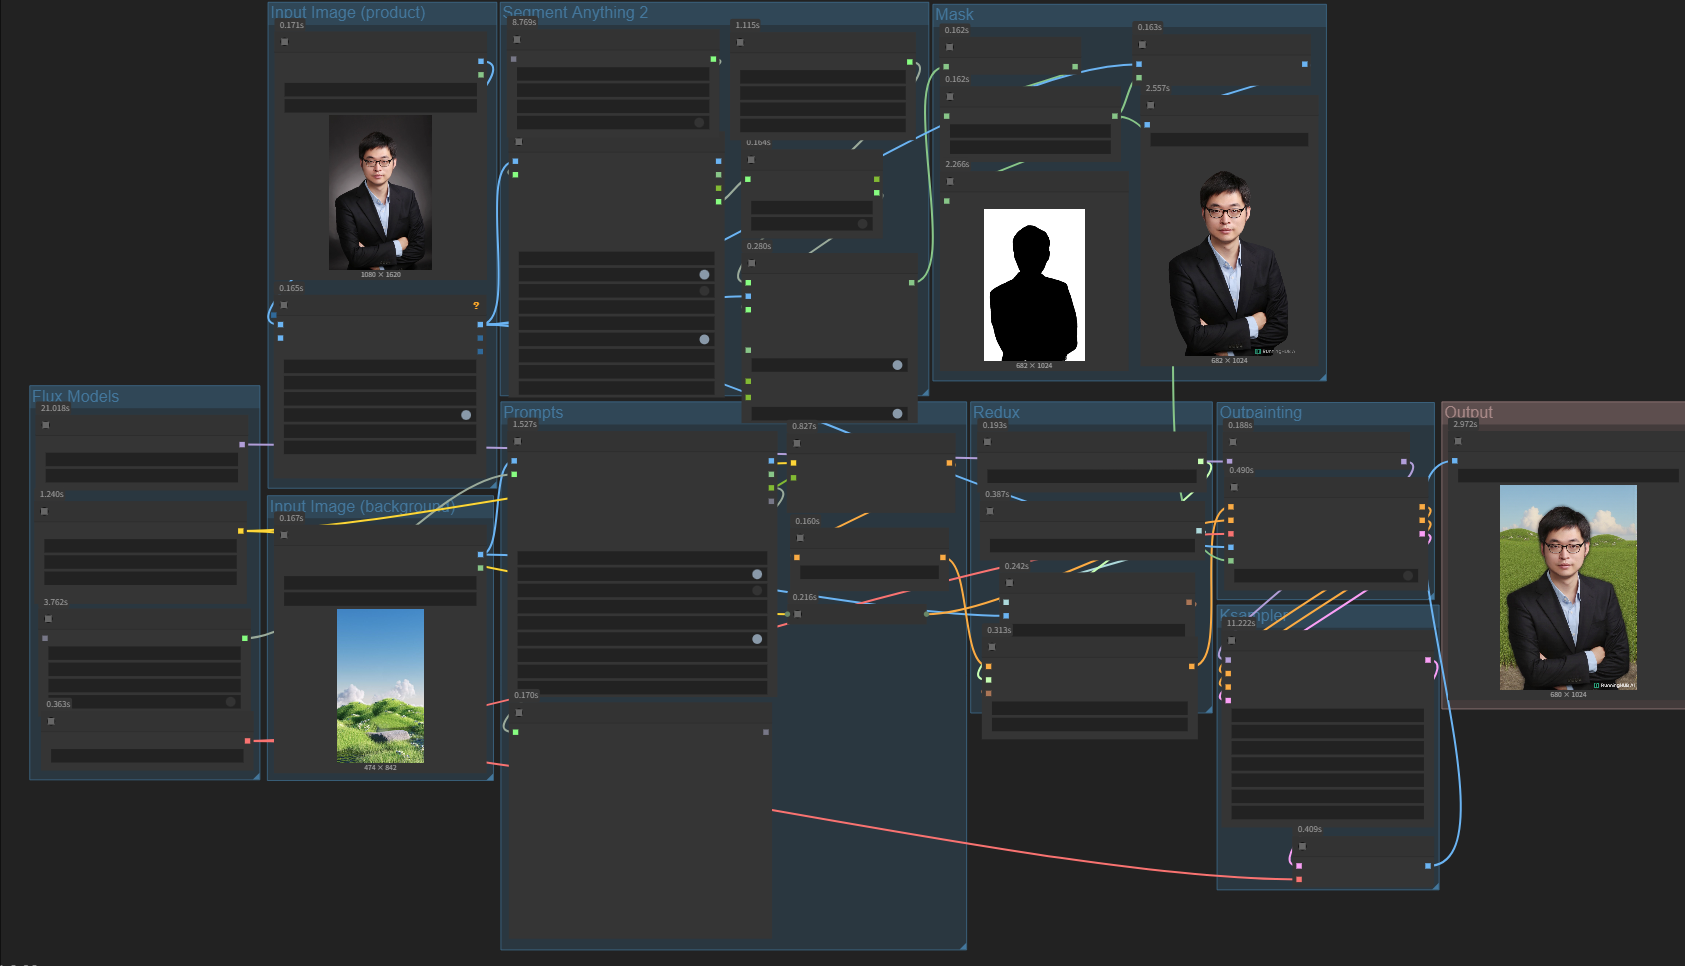 Input Image (product)
0.171s
1080 × 1620
0.165s
?
Segment Anything 2
8.769s
1.115s
0.164s
0.280s
Mask
0.162s
0.162s
2.266s
682 × 1024
0.163s
2.557s
RunningHub.AI
682 × 1024
Flux Models
21.018s
1.240s
3.762s
0.363s
Input Image (background)
0.167s
474 × 842
Prompts
1.527s
0.827s
0.160s
0.216s
0.170s
Redux
0.193s
0.387s
0.242s
0.313s
Outpainting
0.188s
0.490s
Ksampler
11.222s
0.409s
Output
2.972s
RunningHub.AI
680 × 1024